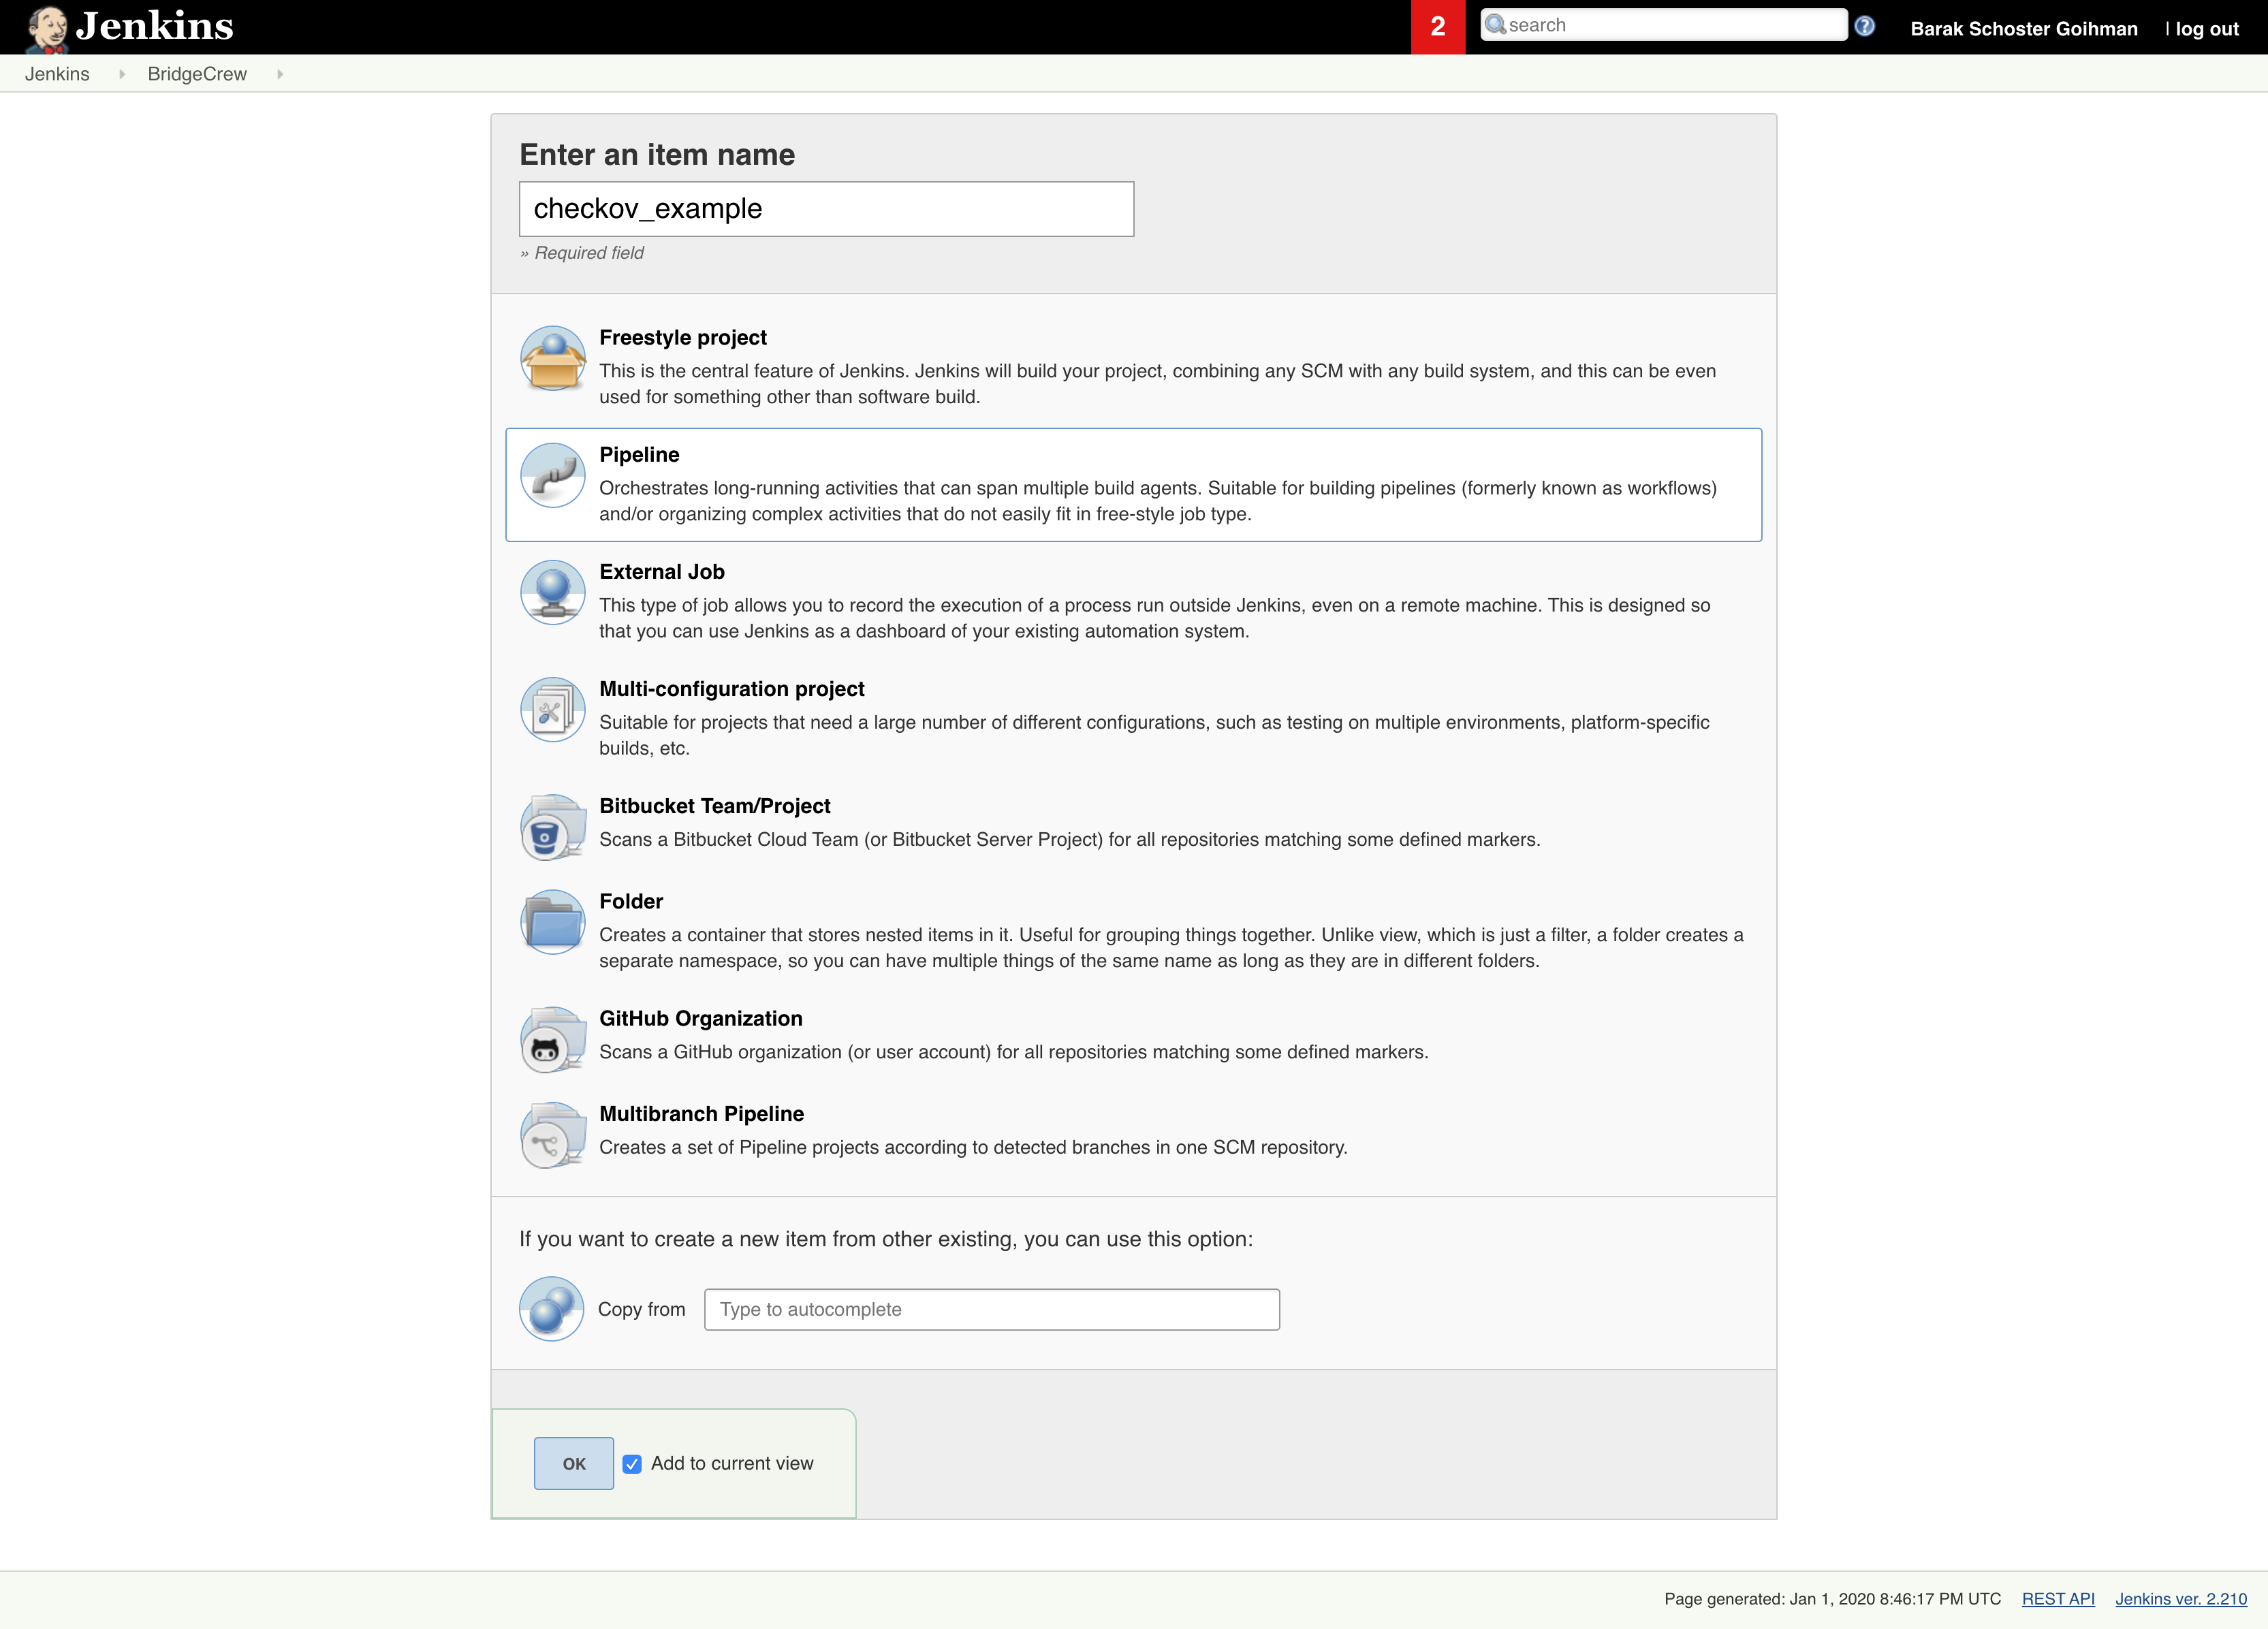 Jenkins
2
search
Barak Schoster Goihman
| log out
Jenkins
BridgeCrew
Enter an item name
checkov_example
» Required field
Freestyle project
This is the central feature of Jenkins. Jenkins will build your project, combining any SCM with any build system, and this can be even
used for something other than software build.
Pipeline
Orchestrates long-running activities that can span multiple build agents. Suitable for building pipelines (formerly known as workflows)
and/or organizing complex activities that do not easily fit in free-style job type.
External Job
This type of job allows you to record the execution of a process run outside Jenkins, even on a remote machine. This is designed so
that you can use Jenkins as a dashboard of your existing automation system.
Multi-configuration project
Suitable for projects that need a large number of different configurations, such as testing on multiple environments, platform-specific
builds, etc.
Bitbucket Team/Project
Scans a Bitbucket Cloud Team (or Bitbucket Server Project) for all repositories matching some defined markers.
Folder
Creates a container that stores nested items in it. Useful for grouping things together. Unlike view, which is just a filter, a folder creates a
separate namespace, so you can have multiple things of the same name as long as they are in different folders.
GitHub Organization
Scans a GitHub organization (or user account) for all repositories matching some defined markers.
Multibranch Pipeline
Creates a set of Pipeline projects according to detected branches in one SCM repository.
If you want to create a new item from other existing, you can use this option:
Copy from
Type to autocomplete
OK
Add to current view
Page generated: Jan 1, 2020 8:46:17 PM UTC
REST API
Jenkins ver. 2.210